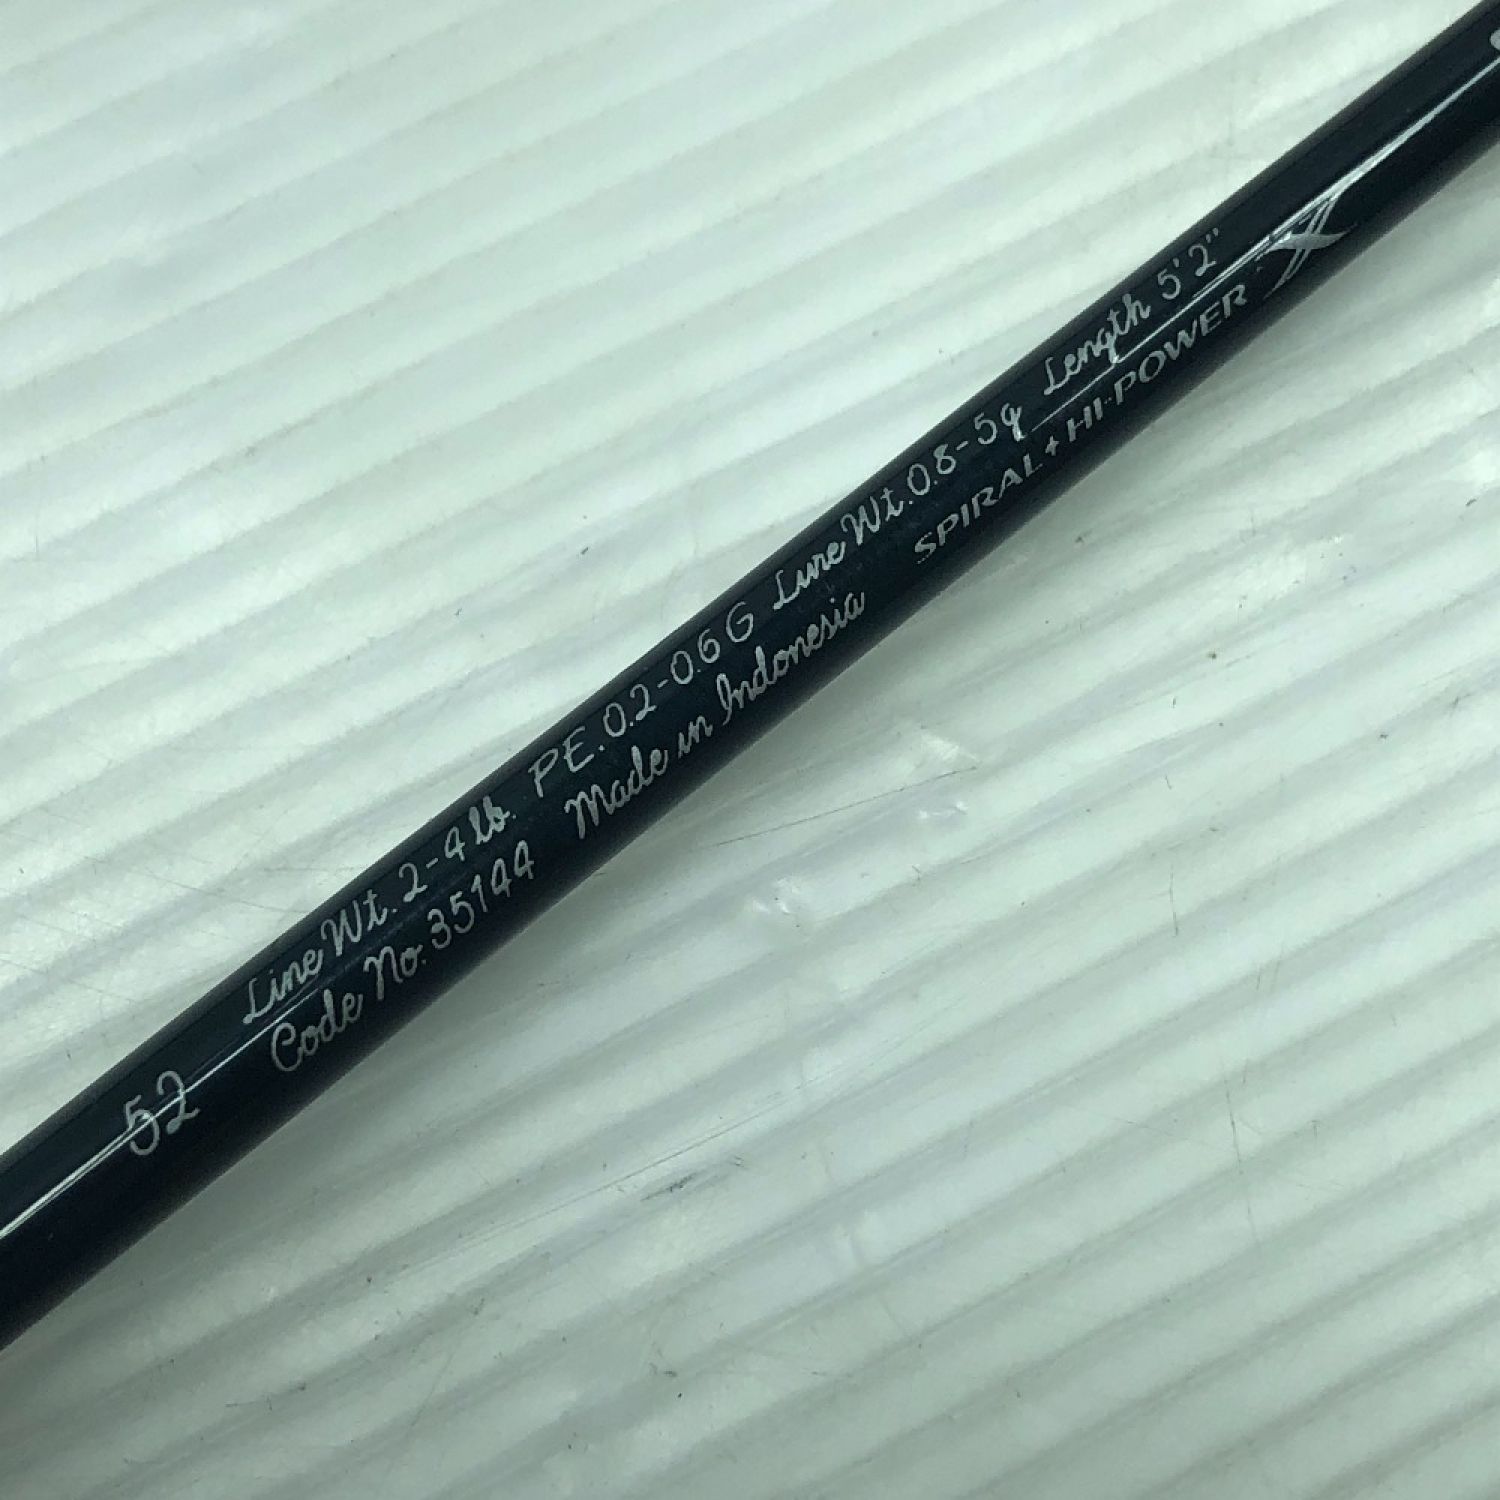 52
Line Wt. 2-4 lb. PE. 0.2-0.6 G Lure Wt. 0.8-5g Length 5'2"
Code No. 35144 Made in Indonesia SPIRAL + HI-POWER X